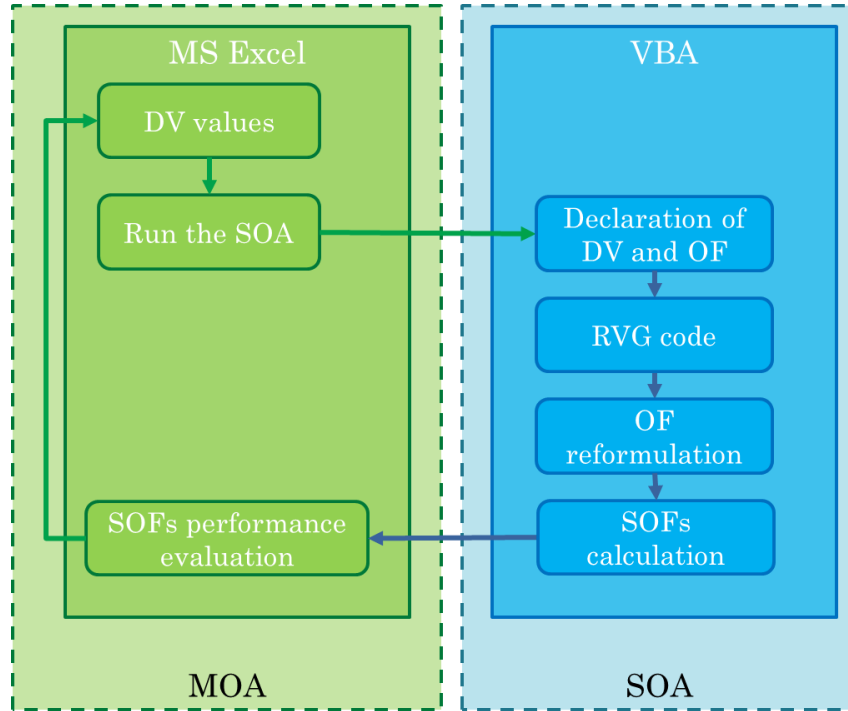 MS Excel
DV values
Run the SOA
SOFs performance
evaluation
MOA
VBA
Declaration of
DV and OF
RVG code
OF
reformulation
SOFs
calculation
SOA